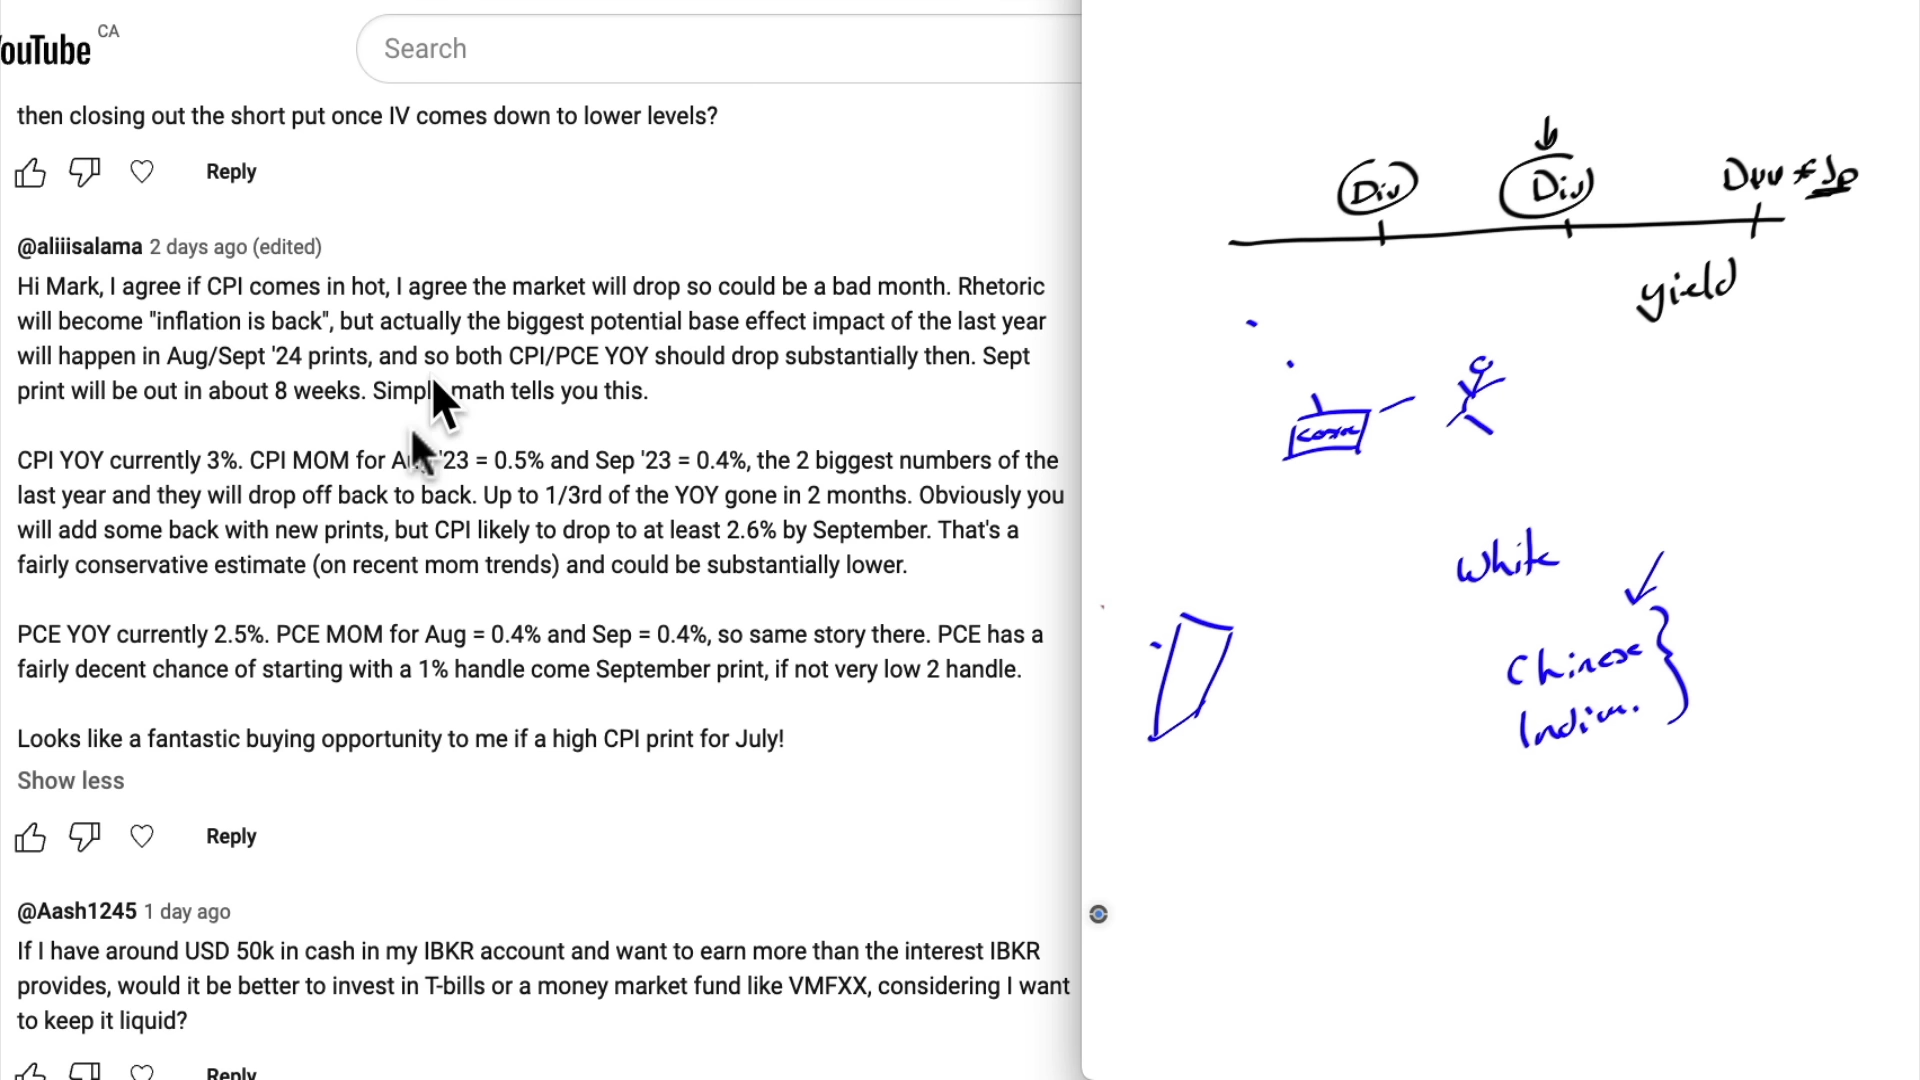 ouTube CA
Search
then closing out the short put once IV comes down to lower levels?
Reply
@aliiisalama 2 days ago (edited)
Hi Mark, I agree if CPI comes in hot, I agree the market will drop so could be a bad month. Rhetoric
will become "inflation is back", but actually the biggest potential base effect impact of the last year
will happen in Aug/Sept '24 prints, and so both CPI/PCE YOY should drop substantially then. Sept
print will be out in about 8 weeks. Simpl math tells you this.
CPI YOY currently 3%. CPI MOM for A '23 = 0.5% and Sep '23 = 0.4%, the 2 biggest numbers of the
last year and they will drop off back to back. Up to 1/3rd of the YOY gone in 2 months. Obviously you
will add some back with new prints, but CPI likely to drop to at least 2.6% by September. That's a
fairly conservative estimate (on recent mom trends) and could be substantially lower.
PCE YOY currently 2.5%. PCE MOM for Aug = 0.4% and Sep = 0.4%, so same story there. PCE has a
fairly decent chance of starting with a 1% handle come September print, if not very low 2 handle.
Looks like a fantastic buying opportunity to me if a high CPI print for July!
Show less
Reply
@Aash1245 1 day ago
If I have around USD 50k in cash in my IBKR account and want to earn more than the interest IBKR
provides, would it be better to invest in T-bills or a money market fund like VMFXX, considering I want
to keep it liquid?
Reply
Div Div
yield
White
Chinese